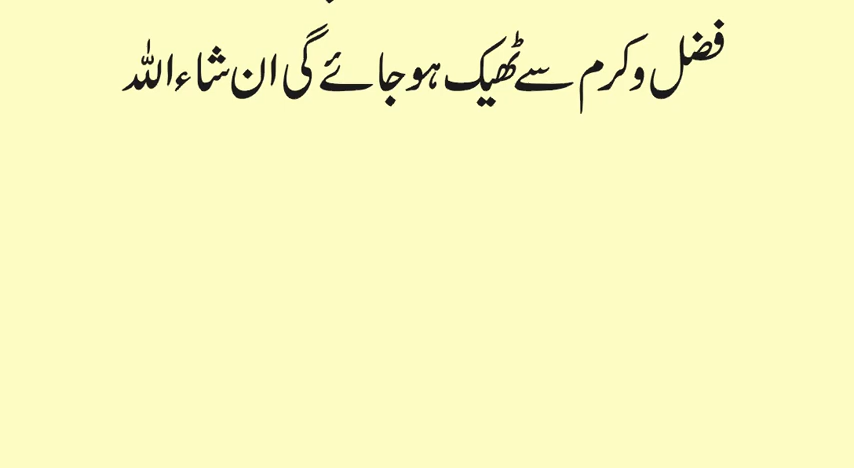 فضل و کرم سے ٹھیک ہو جائے گی ان شاء اللہ